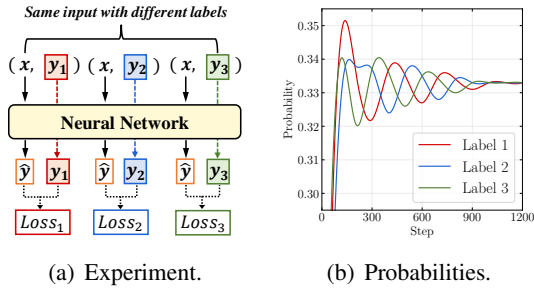 Same input with different labels
(x, y₁) (x, y₂) (x, y₃)
Neural Network
ŷ y₁ ŷ y₂ ŷ y₃
Loss₁ Loss₂ Loss₃
(a) Experiment.
0.35
0.34
0.33
0.32
0.31
0.30
Probability
Label 1
Label 2
Label 3
0 300 600 900 1200
Step
(b) Probabilities.